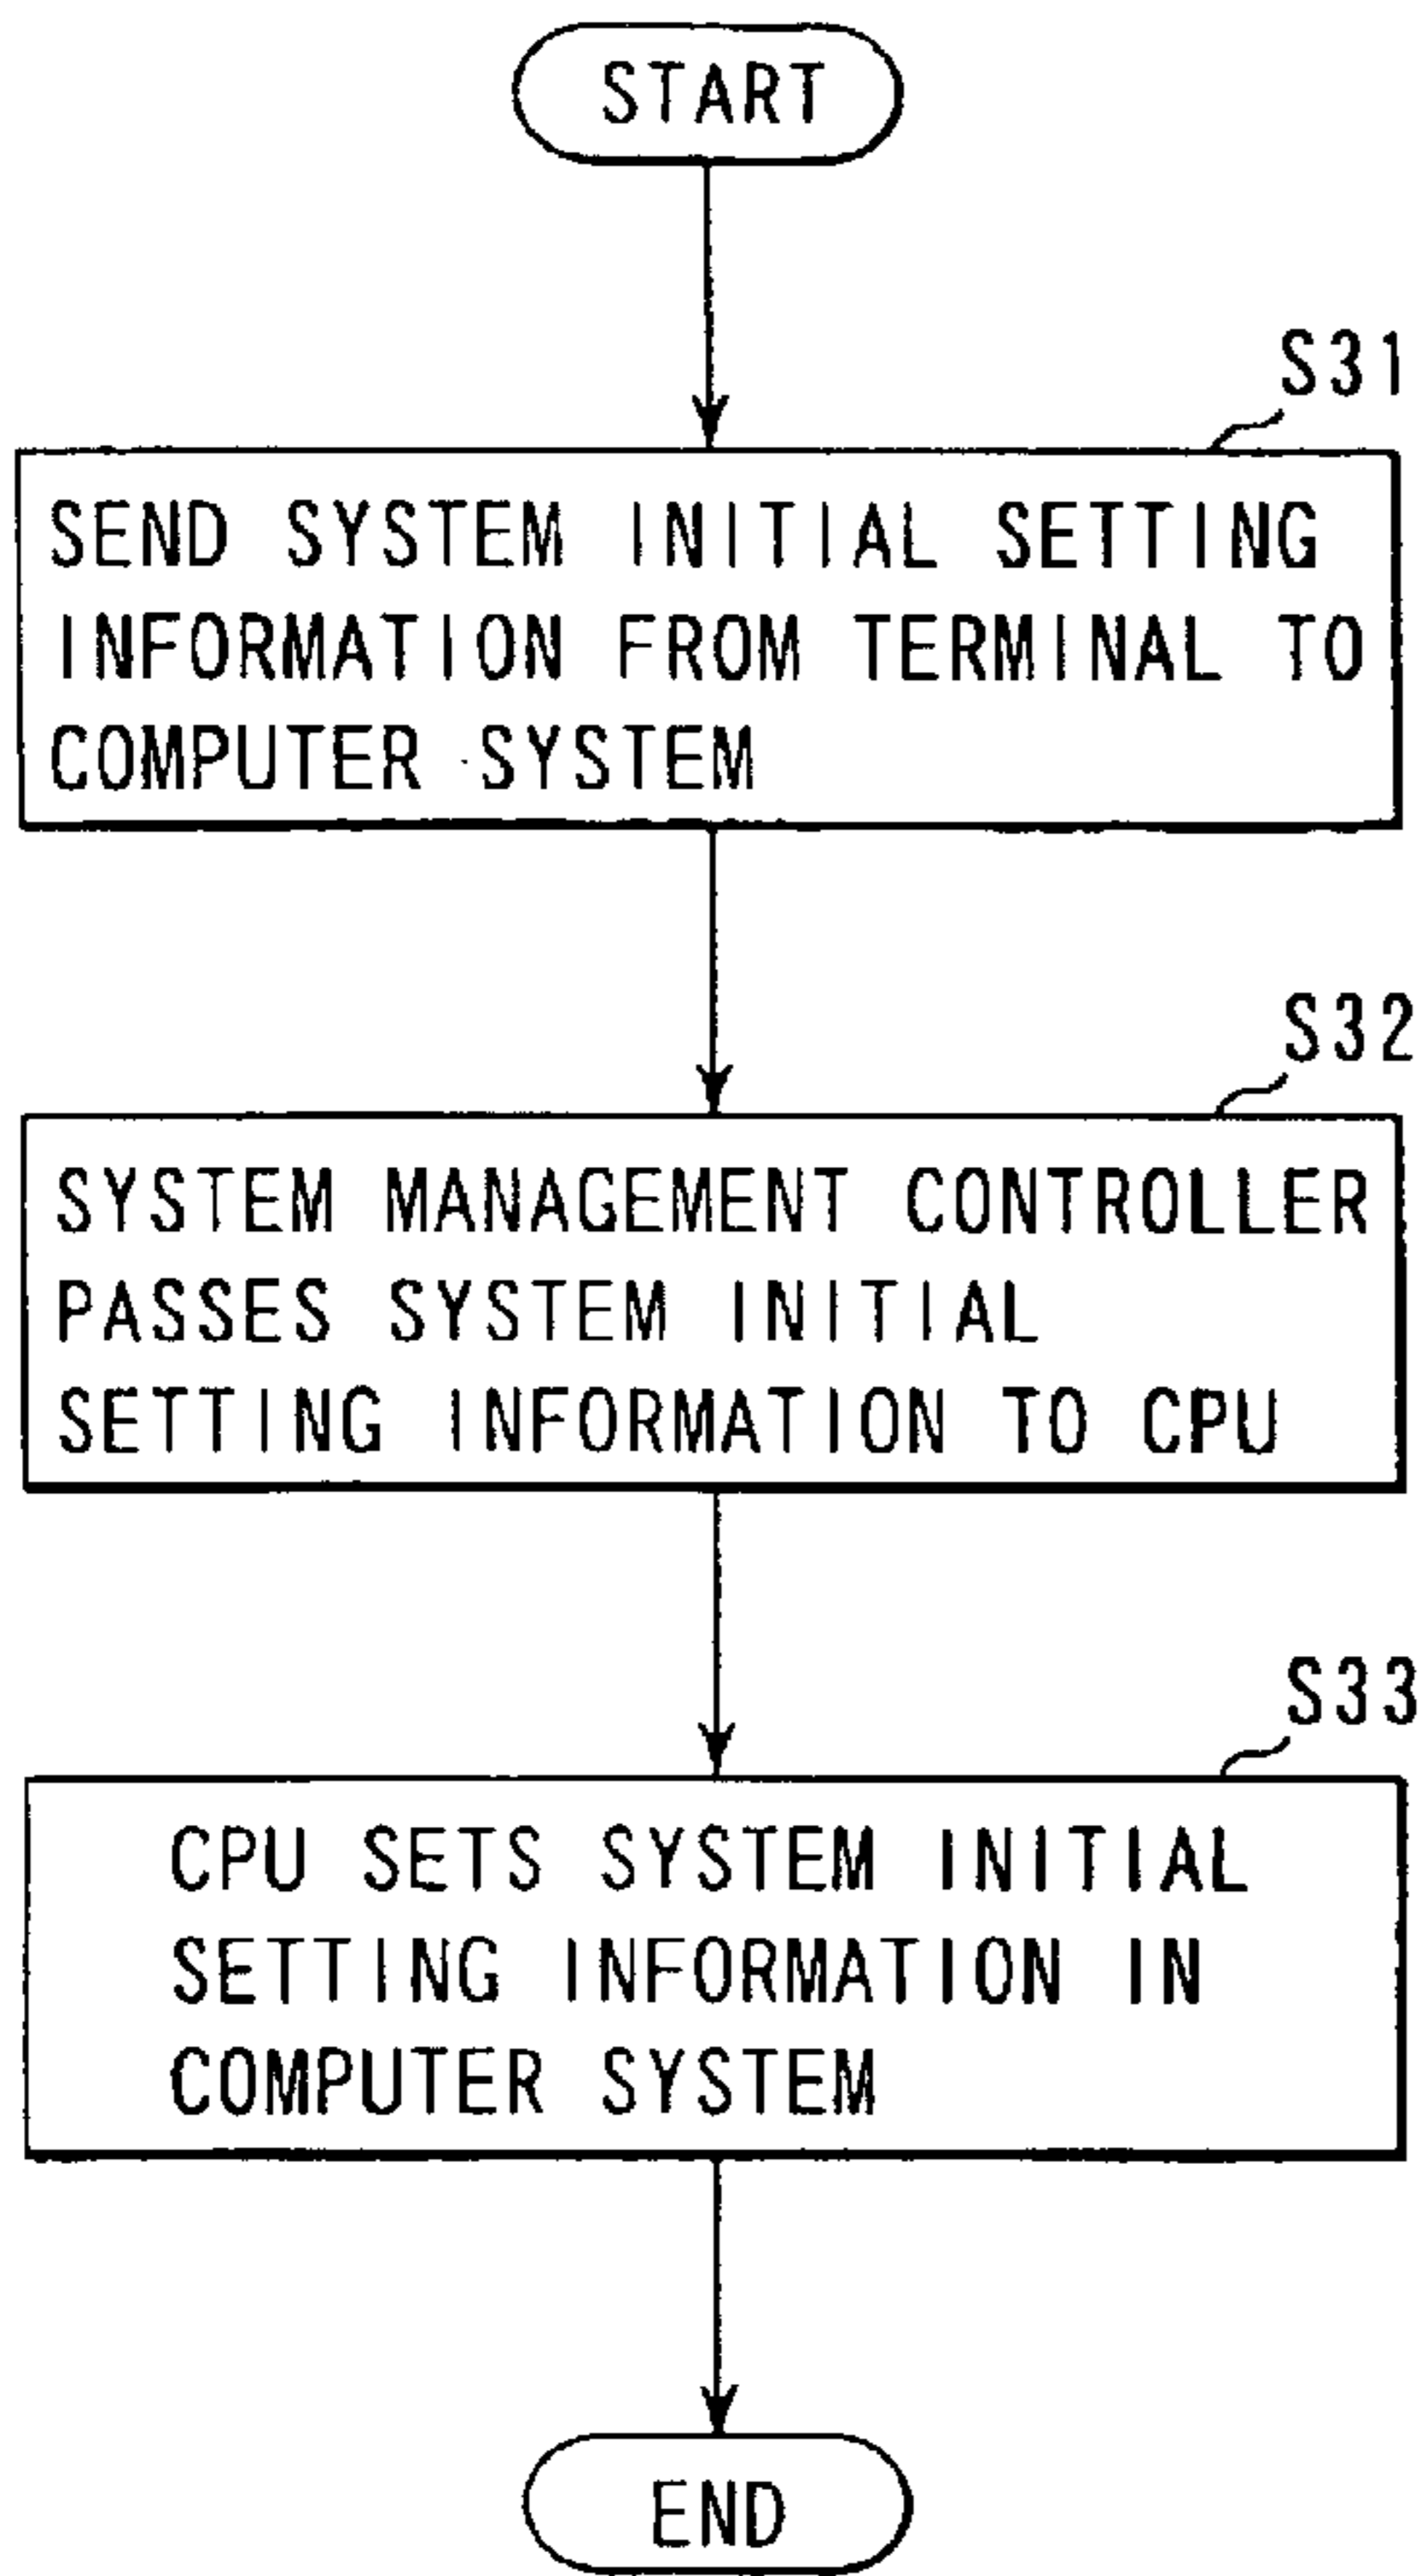 START
S31
SEND SYSTEM INITIAL SETTING
INFORMATION FROM TERMINAL TO
COMPUTER SYSTEM
S32
SYSTEM MANAGEMENT CONTROLLER
PASSES SYSTEM INITIAL
SETTING INFORMATION TO CPU
S33
CPU SETS SYSTEM INITIAL
SETTING INFORMATION IN
COMPUTER SYSTEM
END